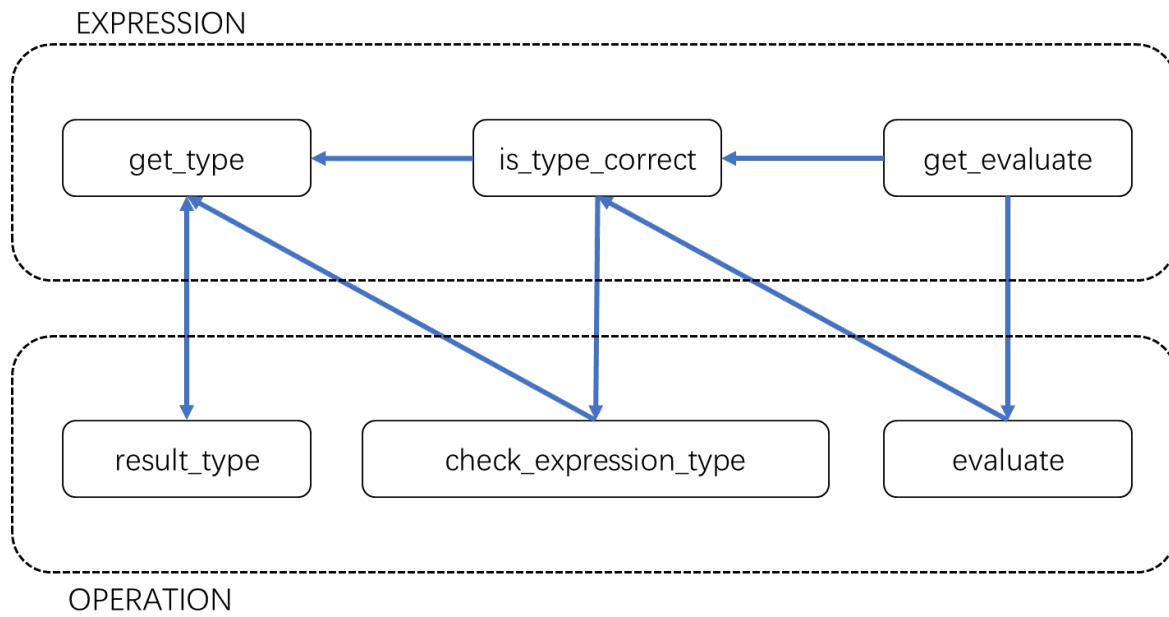 EXPRESSION
get_type
is_type_correct
get_evaluate
result_type
check_expression_type
evaluate
OPERATION